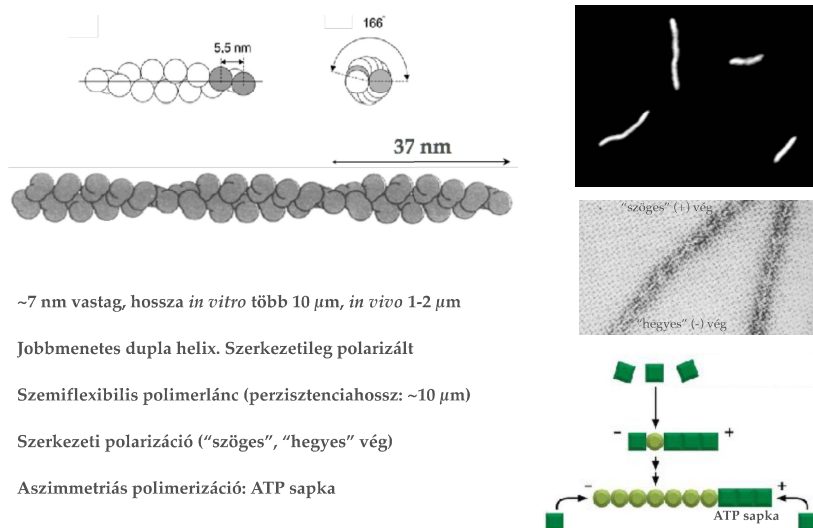 166°
5,5 nm
37 nm
"szöges" (+) vég
"hegyes" (-) vég
~7 nm vastag, hossza in vitro több 10 µm, in vivo 1-2 µm
Jobbmenetes dupla helix. Szerkezetileg polarizált
Szemiflexibilis polimerlánc (perzisztenciahossz: ~10 µm)
Szerkezeti polarizáció ("szöges", "hegyes" vég)
Aszimmetriás polimerizáció: ATP sapka
- +
- +
ATP sapka